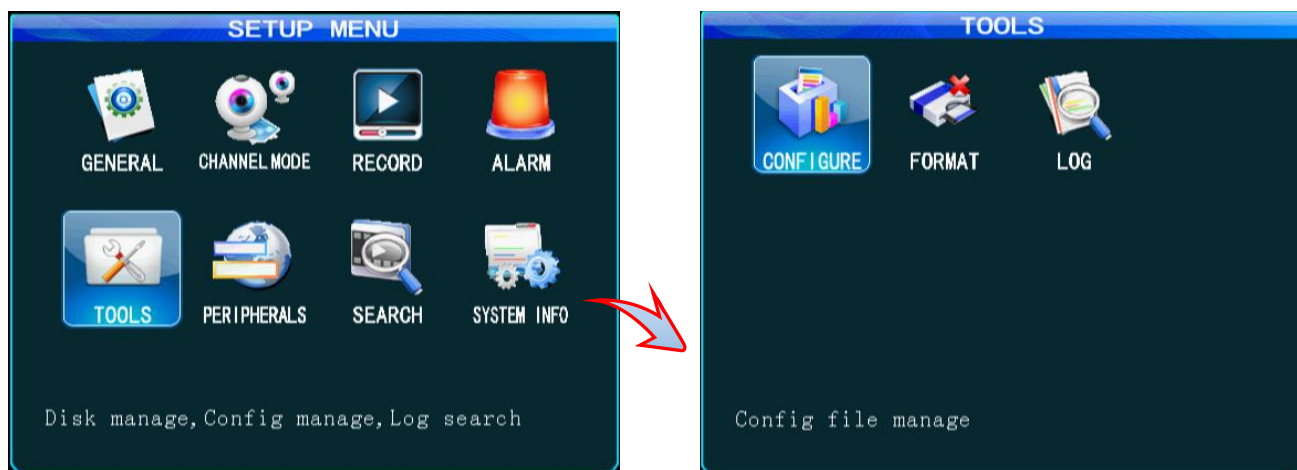 SETUP MENU
GENERAL CHANNEL MODE RECORD ALARM
TOOLS PERIPHERALS SEARCH SYSTEM INFO
Disk manage,Config manage,Log search
TOOLS
CONFIGURE FORMAT LOG
Config file manage